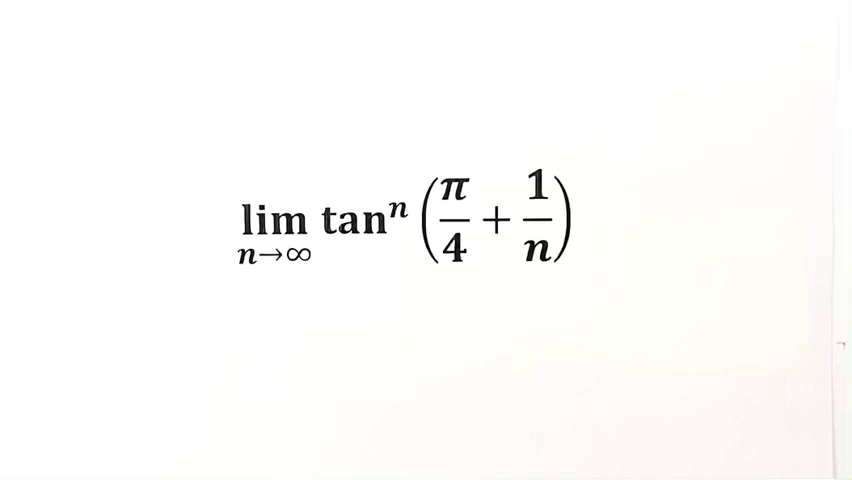 lim tanⁿ (π/4 + 1/n)
n→∞